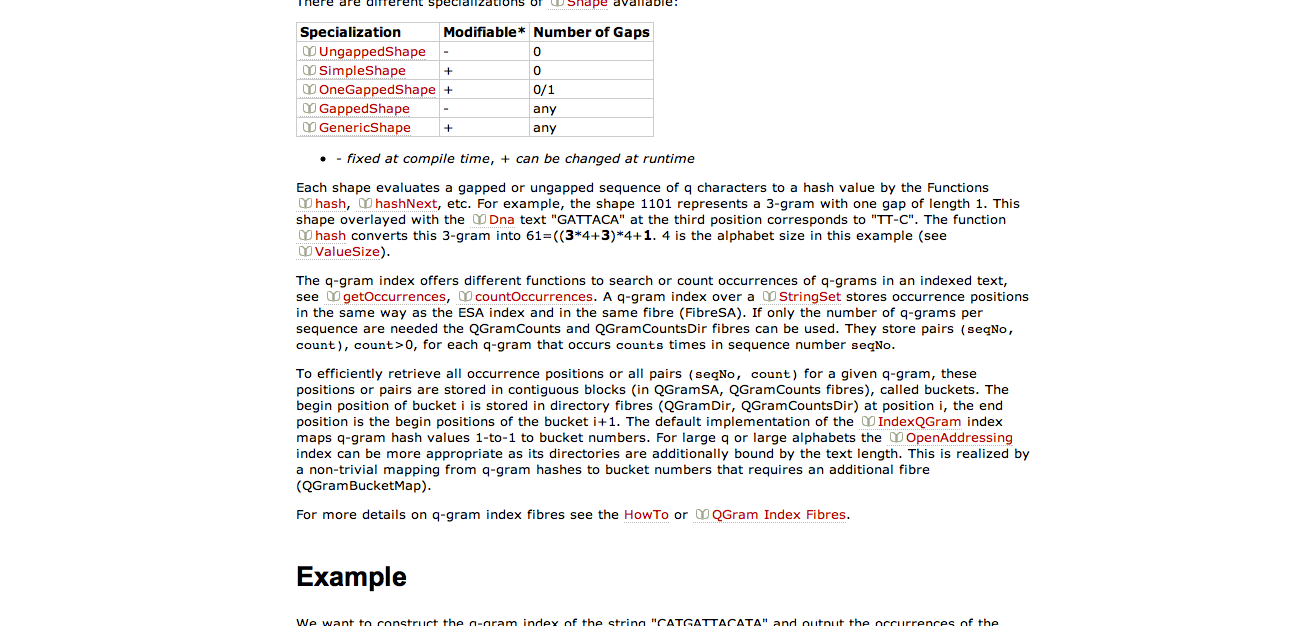 There are different specializations of Shape available:
Specialization Modifiable* Number of Gaps
UngappedShape - 0
SimpleShape + 0
OneGappedShape + 0/1
GappedShape - any
GenericShape + any
• - fixed at compile time, + can be changed at runtime
Each shape evaluates a gapped or ungapped sequence of q characters to a hash value by the Functions
hash, hashNext, etc. For example, the shape 1101 represents a 3-gram with one gap of length 1. This
shape overlayed with the Dna text "GATTACA" at the third position corresponds to "TT-C". The function
hash converts this 3-gram into 61=((3*4+3)*4+1. 4 is the alphabet size in this example (see
ValueSize).
The q-gram index offers different functions to search or count occurrences of q-grams in an indexed text,
see getOccurrences, countOccurrences. A q-gram index over a StringSet stores occurrence positions
in the same way as the ESA index and in the same fibre (FibreSA). If only the number of q-grams per
sequence are needed the QGramCounts and QGramCountsDir fibres can be used. They store pairs (seqNo,
count), count>0, for each q-gram that occurs counts times in sequence number seqNo.
To efficiently retrieve all occurrence positions or all pairs (seqNo, count) for a given q-gram, these
positions or pairs are stored in contiguous blocks (in QGramSA, QGramCounts fibres), called buckets. The
begin position of bucket i is stored in directory fibres (QGramDir, QGramCountsDir) at position i, the end
position is the begin positions of the bucket i+1. The default implementation of the IndexQGram index
maps q-gram hash values 1-to-1 to bucket numbers. For large q or large alphabets the OpenAddressing
index can be more appropriate as its directories are additionally bound by the text length. This is realized by
a non-trivial mapping from q-gram hashes to bucket numbers that requires an additional fibre
(QGramBucketMap).
For more details on q-gram index fibres see the HowTo or QGram Index Fibres.
Example
We want to construct the q-gram index of the string "CATGATTACATA" and output the occurrences of the